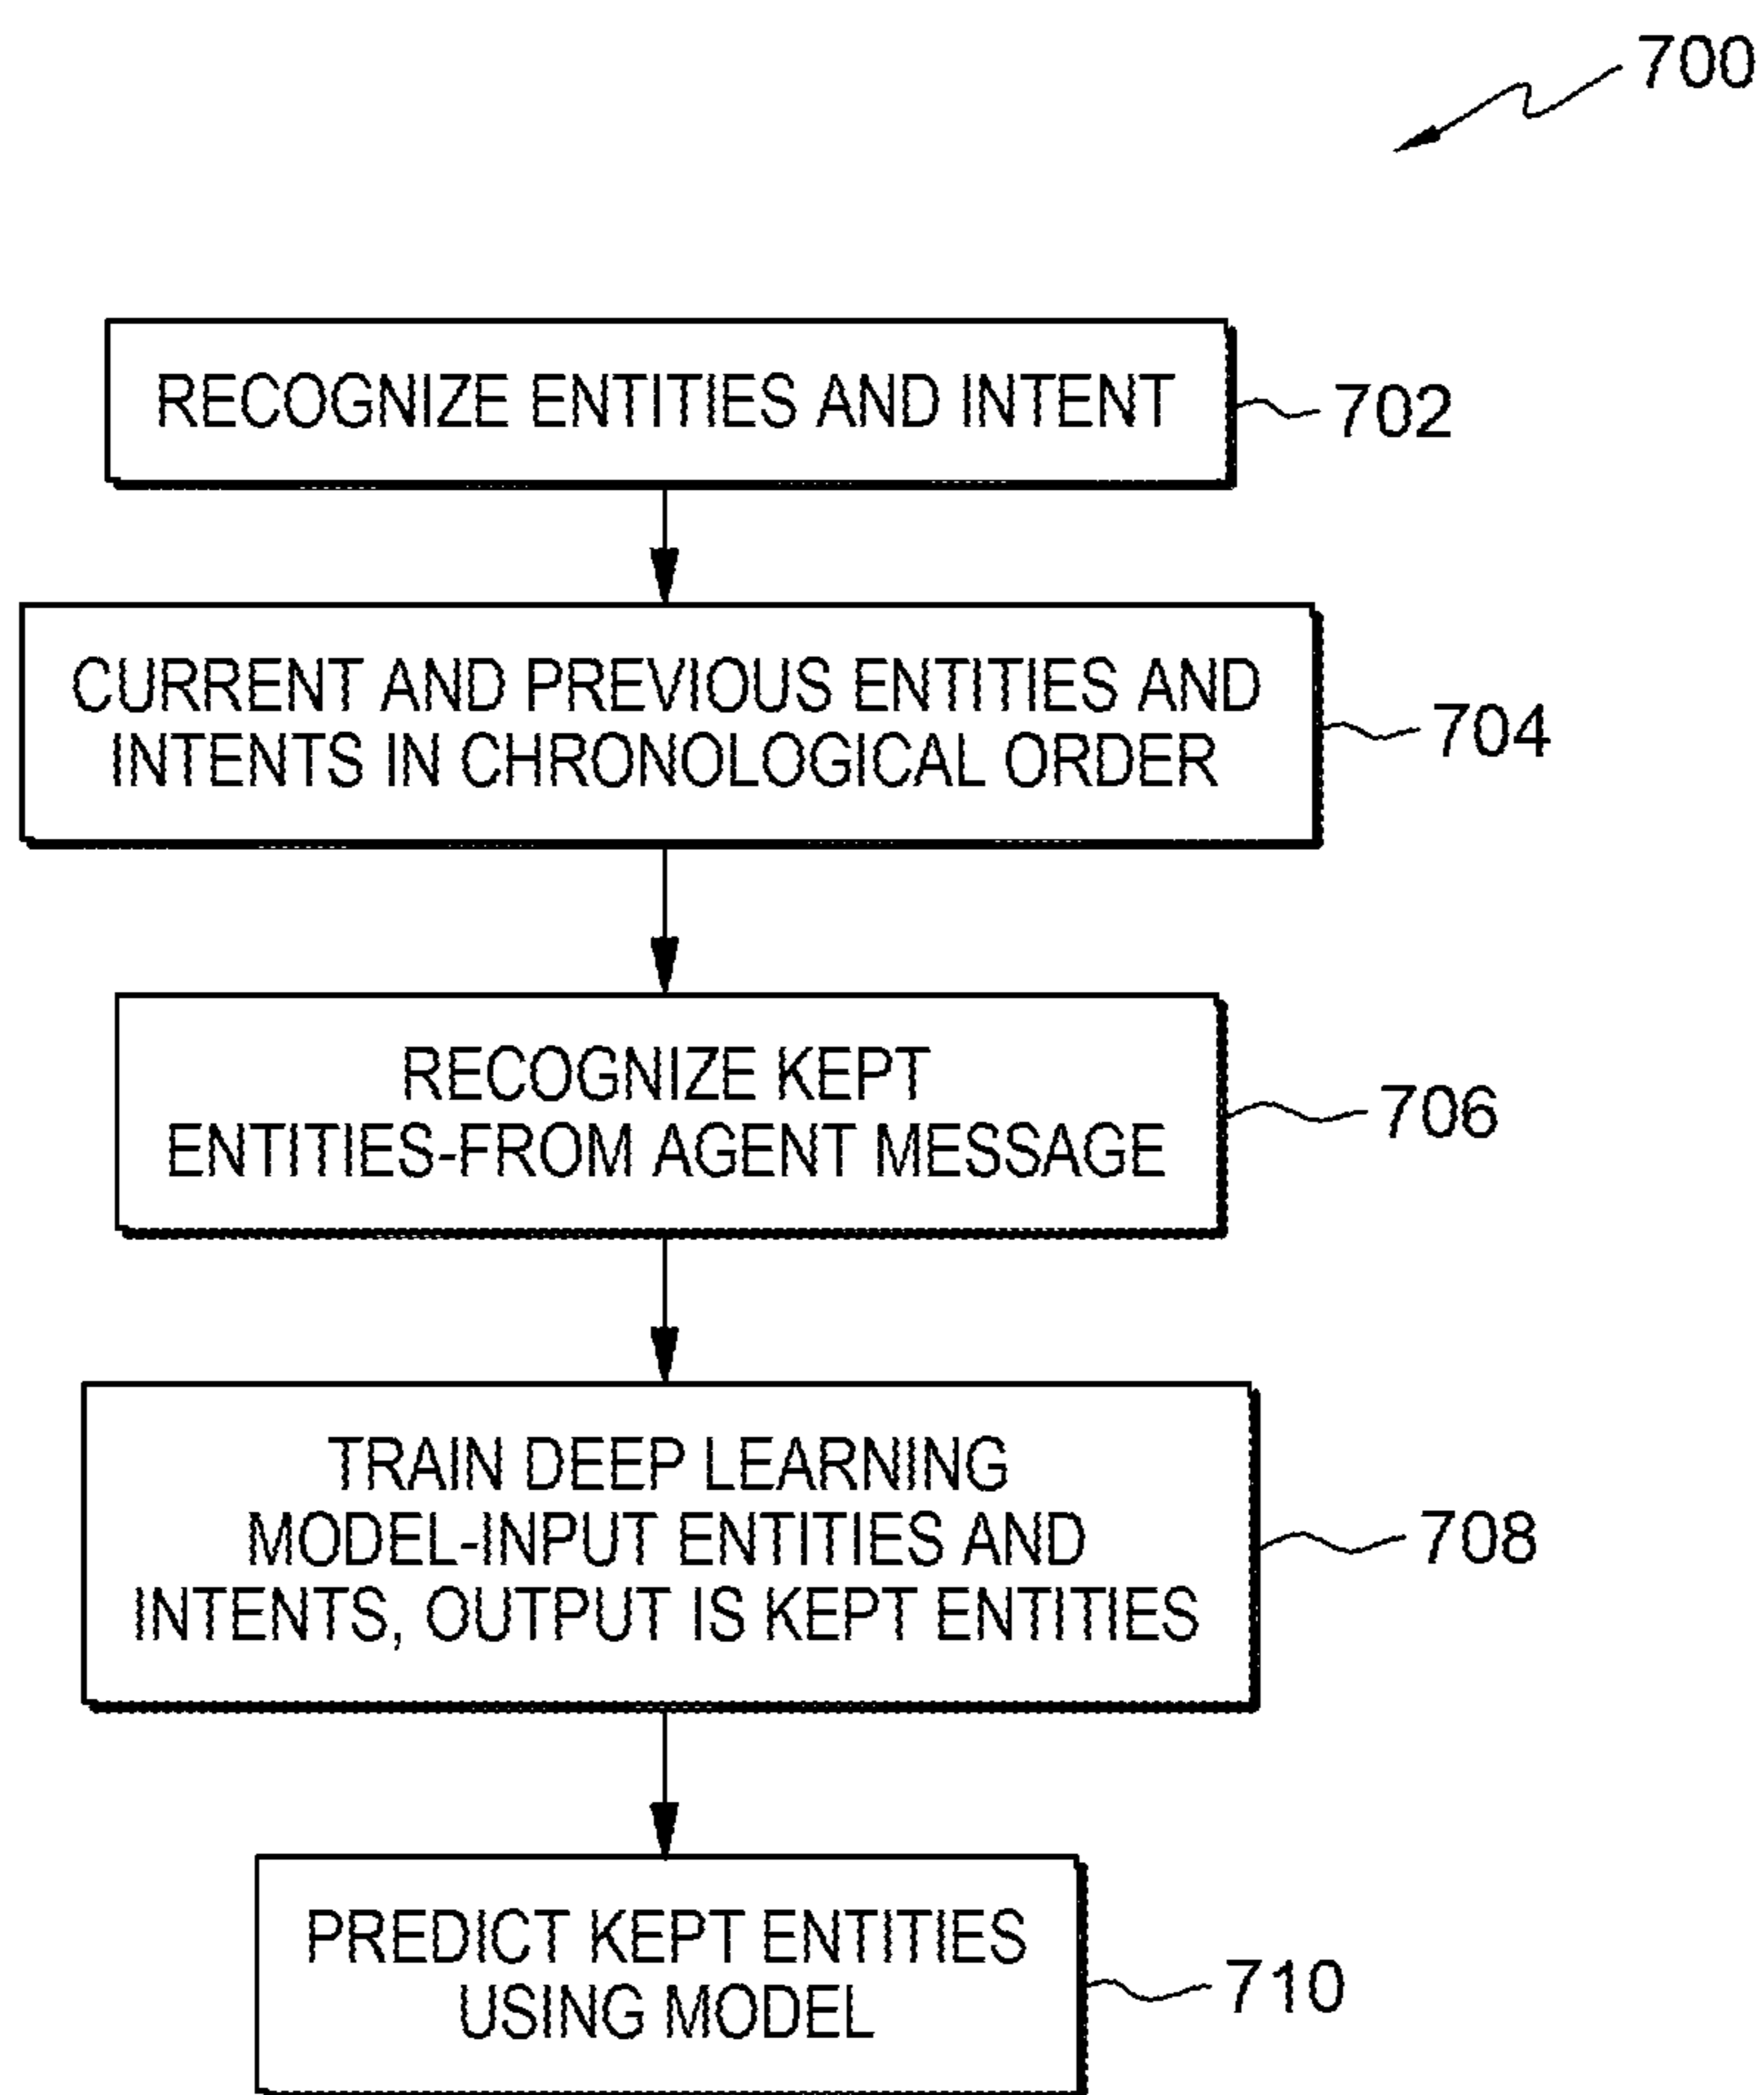 700
RECOGNIZE ENTITIES AND INTENT
702
CURRENT AND PREVIOUS ENTITIES AND
INTENTS IN CHRONOLOGICAL ORDER
704
RECOGNIZE KEPT
ENTITIES-FROM AGENT MESSAGE
706
TRAIN DEEP LEARNING
MODEL-INPUT ENTITIES AND
INTENTS, OUTPUT IS KEPT ENTITIES
708
PREDICT KEPT ENTITIES
USING MODEL
710